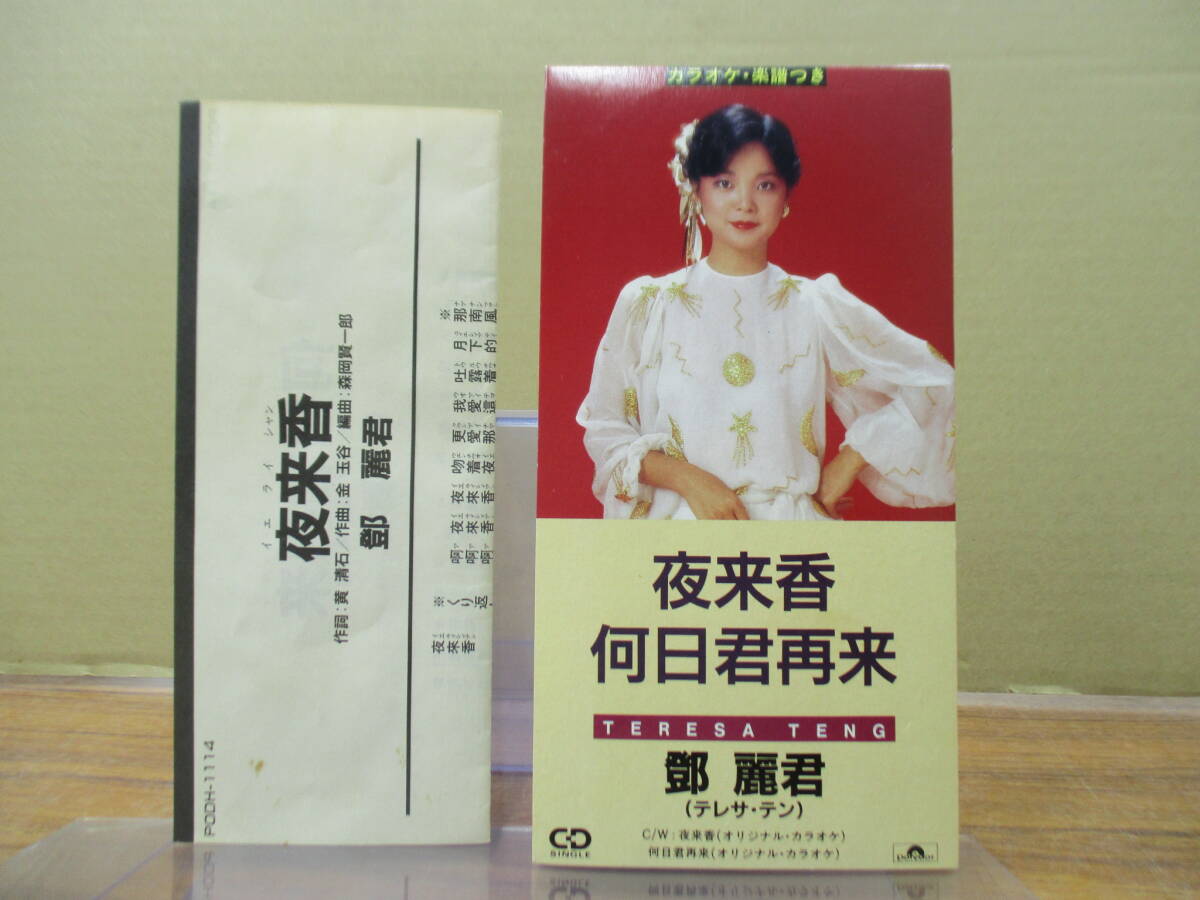 カラオケ・楽譜つき
夜来香
何日君再来
TERESA TENG
鄧 麗君
(テレサ・テン)
C/W:夜来香(オリジナル・カラオケ)
何日君再来(オリジナル・カラオケ)
CD
SINGLE
polydor
イエライシャン
夜来香
作詞:黄 清石/作曲:金 玉谷/編曲:森岡賢一郎
鄧 麗君
※那南風
月下的
吐露着
我愛這
更愛那
吻着夜
夜來香
夜來香
啊啊啊
※くり返
夜來香
PODH-1114